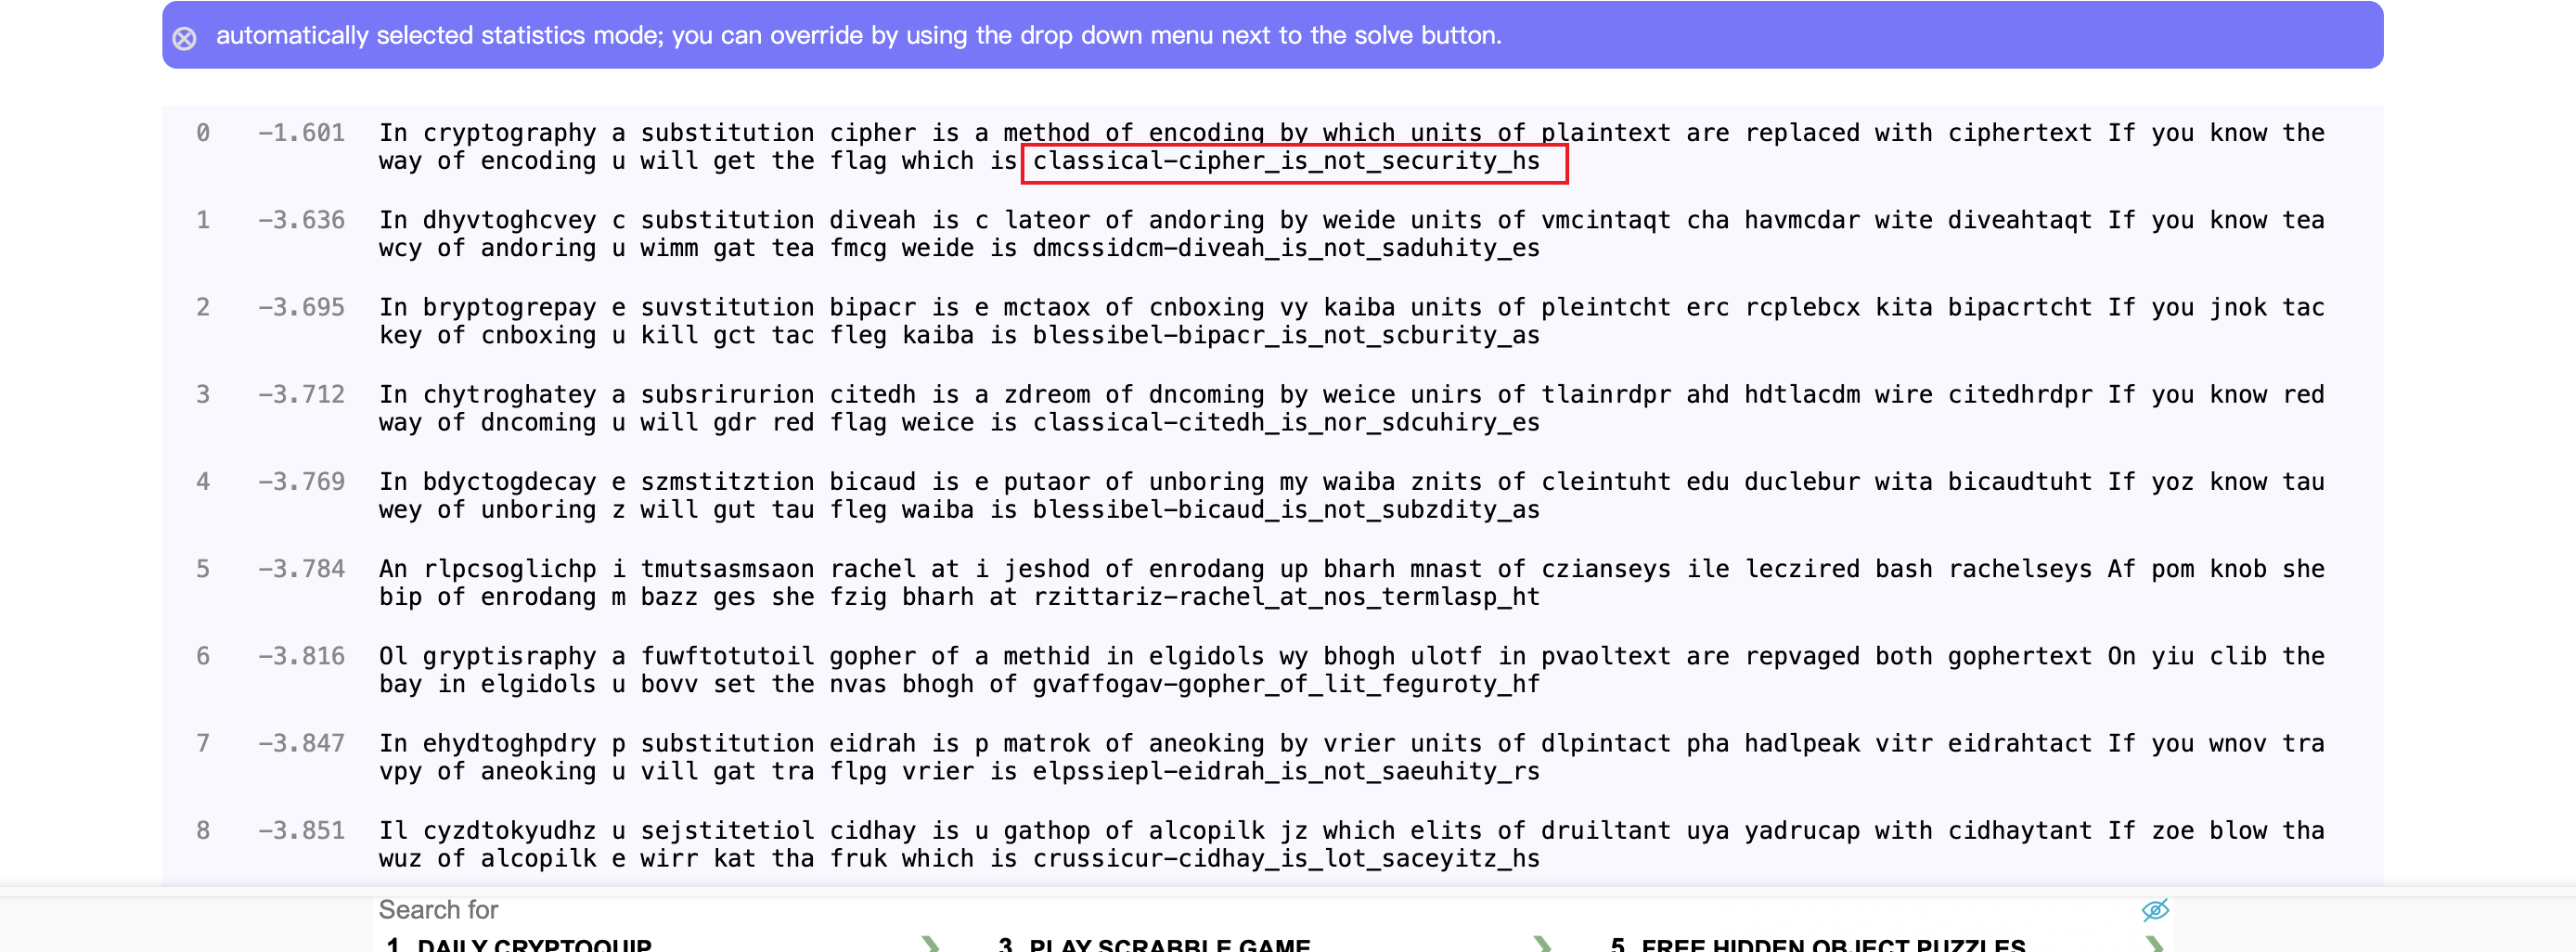 automatically selected statistics mode; you can override by using the drop down menu next to the solve button.
0 -1.601 In cryptography a substitution cipher is a method of encoding by which units of plaintext are replaced with ciphertext If you know the
way of encoding u will get the flag which is classical-cipher_is_not_security_hs
1 -3.636 In dhyvtoghcvey c substitution diveah is c lateor of andoring by weide units of vmcintaqt cha havmcdar wite diveahtaqt If you know tea
wcy of andoring u wimm gat tea fmcg weide is dmcssidcm-diveah_is_not_saduhity_es
2 -3.695 In bryptogrepay e suvstitution bipacr is e mctaox of cnboxing vy kaiba units of pleintcht erc rcplebcx kita bipacrtcht If you jnok tac
key of cnboxing u kill gct tac fleg kaiba is blessibel-bipacr_is_not_scburity_as
3 -3.712 In chytroghatey a subsrirurion citedh is a zdreom of dncoming by weice unirs of tlainrdpr ahd hdtlacdm wire citedhrdpr If you know red
way of dncoming u will gdr red flag weice is classical-citedh_is_nor_sdcuhiry_es
4 -3.769 In bdyctogdecay e szmstitztion bicaud is e putaor of unboring my waiba znits of cleintuht edu duclebur wita bicaudtuht If yoz know tau
wey of unboring z will gut tau fleg waiba is blessibel-bicaud_is_not_subzdity_as
5 -3.784 An rlpcsoglichp i tmutsasmsaon rachel at i jeshod of enrodang up bharh mnast of czianseys ile leczired bash rachelseys Af pom knob she
bip of enrodang m bazz ges she fzig bharh at rzittariz-rachel_at_nos_termlasp_ht
6 -3.816 Ol gryptisraphy a fuwftotutoil gopher of a methid in elgidols wy bhogh ulotf in pvaoltext are repvaged both gophertext On yiu clib the
bay in elgidols u bovv set the nvas bhogh of gvaffogav-gopher_of_lit_feguroty_hf
7 -3.847 In ehydtoghpdry p substitution eidrah is p matrok of aneoking by vrier units of dlpintact pha hadlpeak vitr eidrahtact If you wnov tra
vpy of aneoking u vill gat tra flpg vrier is elpssiepl-eidrah_is_not_saeuhity_rs
8 -3.851 Il cyzdtokyudhz u sejstitetiol cidhay is u gathop of alcopilk jz which elits of druiltant uya yadrucap with cidhaytant If zoe blow tha
wuz of alcopilk e wirr kat tha fruk which is crussicur-cidhay_is_lot_saceyitz_hs
Search for
1. DAILY CRYPTOQUIP 3. PLAY SCRABBLE GAME 5. FREE HIDDEN OBJECT PUZZLES